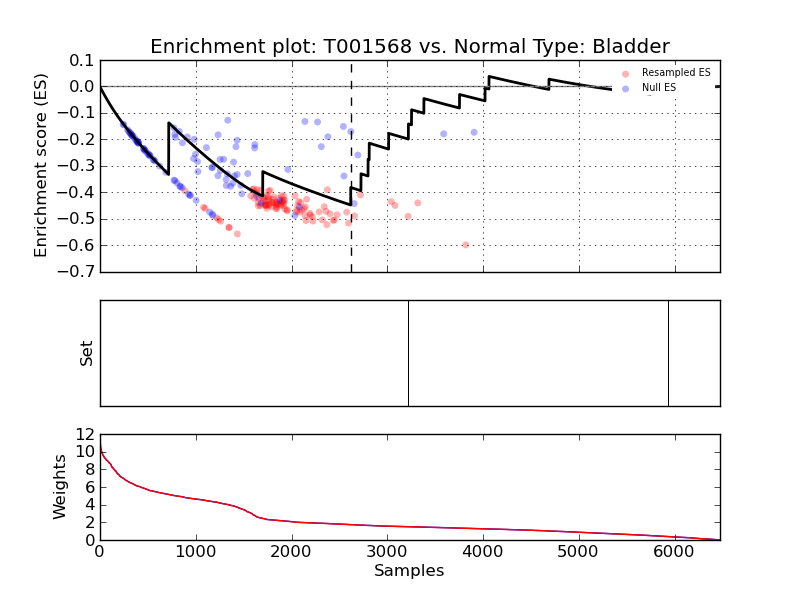 Enrichment plot: T001568 vs. Normal Type: Bladder
Enrichment score (ES)
0.1
0.0
−0.1
−0.2
−0.3
−0.4
−0.5
−0.6
−0.7
Resampled ES
Null ES
Set
Weights
12
10
8
6
4
2
0
0 1000 2000 3000 4000 5000 6000
Samples